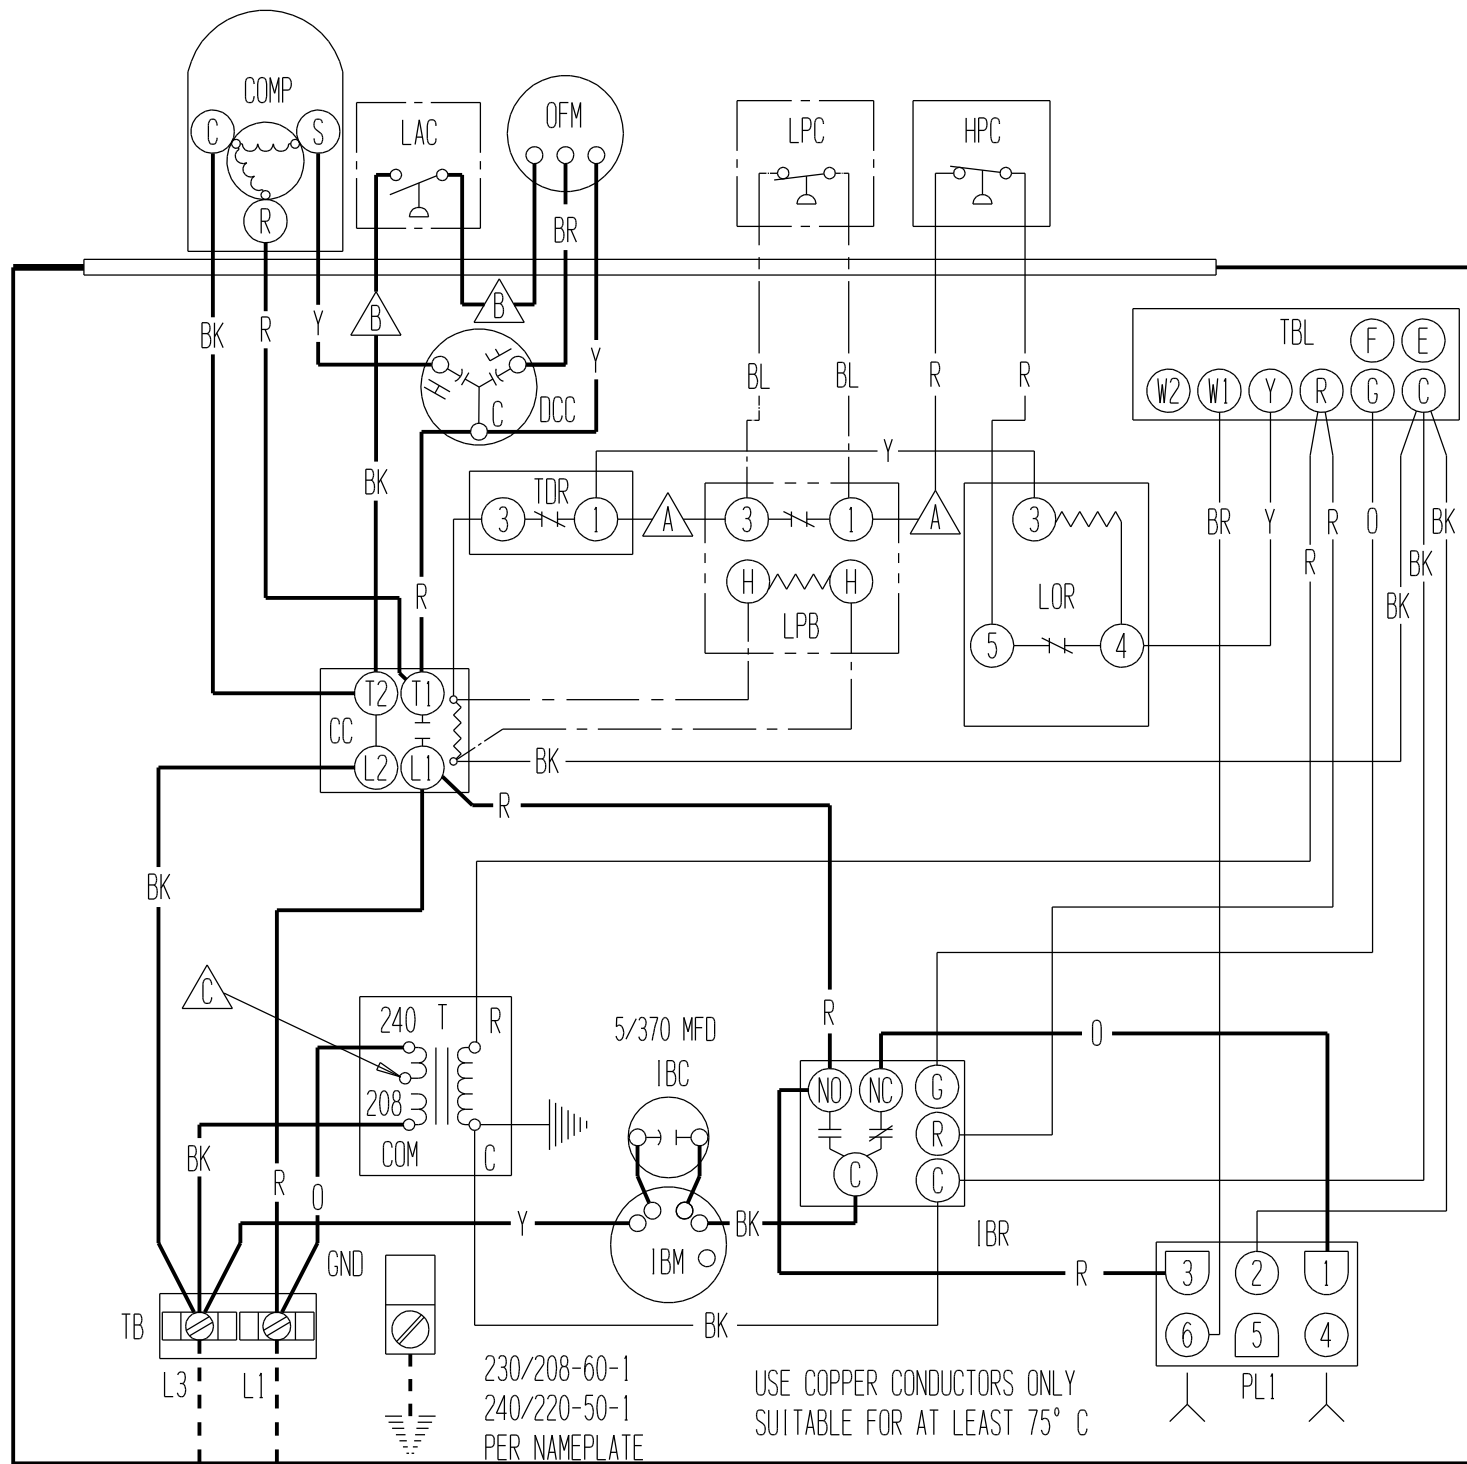 COMP
C
S
R
LAC
OFM
LPC
HPC
BR
B
B
BK
R
Y
Y
H
F
C
DCC
BL
BL
R
R
TBL
F
E
W2
W1
Y
R
G
C
BK
TDR
3
1
A
Y
3
1
A
3
BR
Y
R
O
BK
R
H
H
LPB
LOR
R
BK
BK
5
4
T2
T1
CC
L2
L1
BK
R
BK
C
240
T
R
208
COM
C
5/370 MFD
IBC
R
O
NO
NC
G
R
C
C
BK
R
O
Y
BK
IBM
IBR
GND
R
3
2
1
6
5
4
PL1
TB
L3
L1
BK
230/208-60-1
240/220-50-1
PER NAMEPLATE
USE COPPER CONDUCTORS ONLY
SUITABLE FOR AT LEAST 75° C